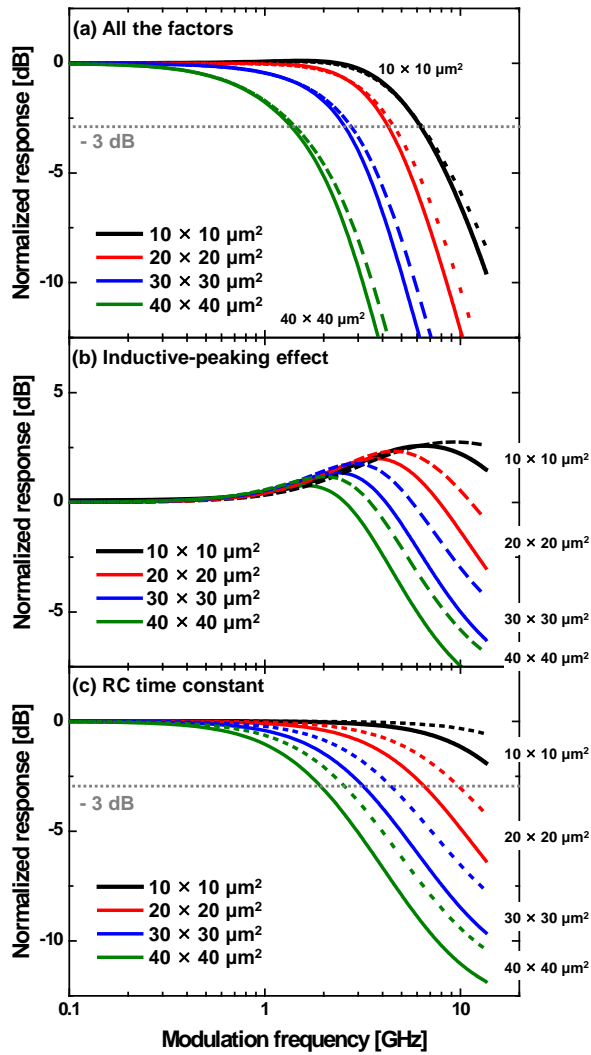 (a) All the factors
0
-5
-10
Normalized response [dB]
10 × 10 µm²
- 3 dB
10 × 10 µm²
20 × 20 µm²
30 × 30 µm²
40 × 40 µm²
40 × 40 µm²
(b) Inductive-peaking effect
5
0
-5
Normalized response [dB]
10 × 10 µm²
20 × 20 µm²
30 × 30 µm²
40 × 40 µm²
10 × 10 µm²
20 × 20 µm²
30 × 30 µm²
40 × 40 µm²
(c) RC time constant
0
-5
-10
Normalized response [dB]
- 3 dB
10 × 10 µm²
20 × 20 µm²
30 × 30 µm²
40 × 40 µm²
10 × 10 µm²
20 × 20 µm²
30 × 30 µm²
40 × 40 µm²
0.1
1
10
Modulation frequency [GHz]